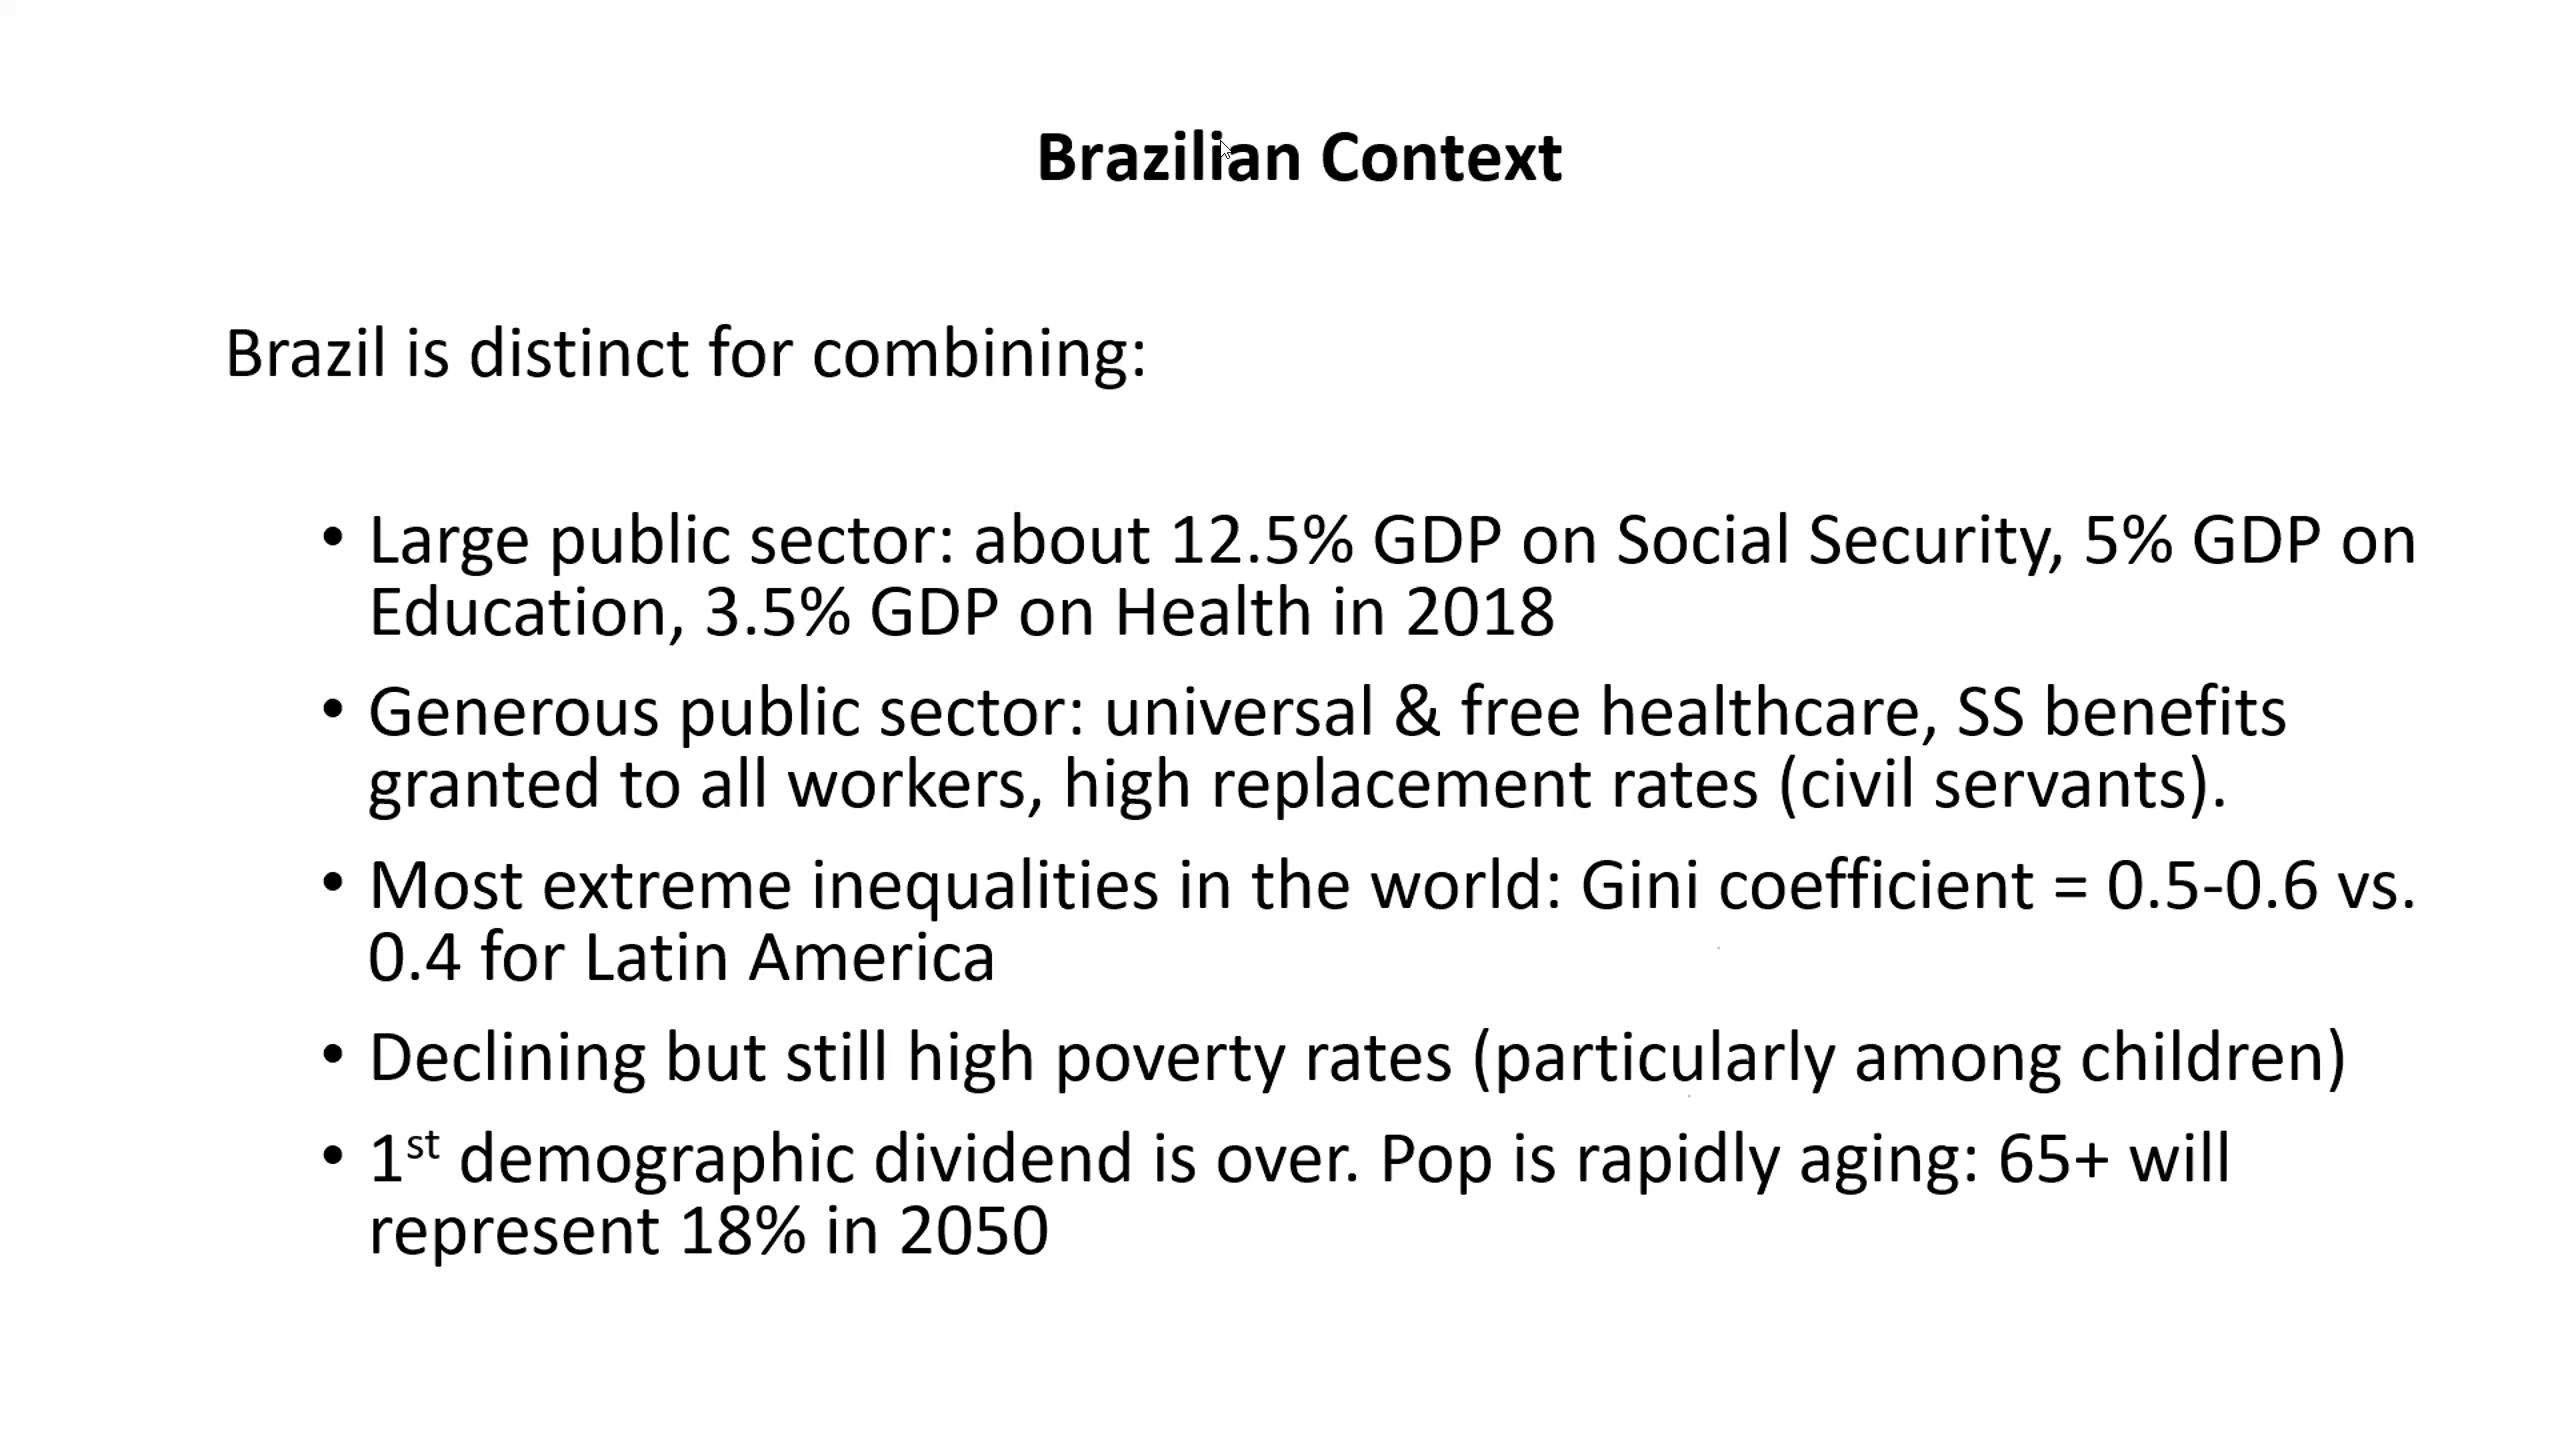 Brazilian Context
Brazil is distinct for combining:
• Large public sector: about 12.5% GDP on Social Security, 5% GDP on
Education, 3.5% GDP on Health in 2018
• Generous public sector: universal & free healthcare, SS benefits
granted to all workers, high replacement rates (civil servants).
• Most extreme inequalities in the world: Gini coefficient = 0.5-0.6 vs.
0.4 for Latin America
• Declining but still high poverty rates (particularly among children)
• 1st demographic dividend is over. Pop is rapidly aging: 65+ will
represent 18% in 2050